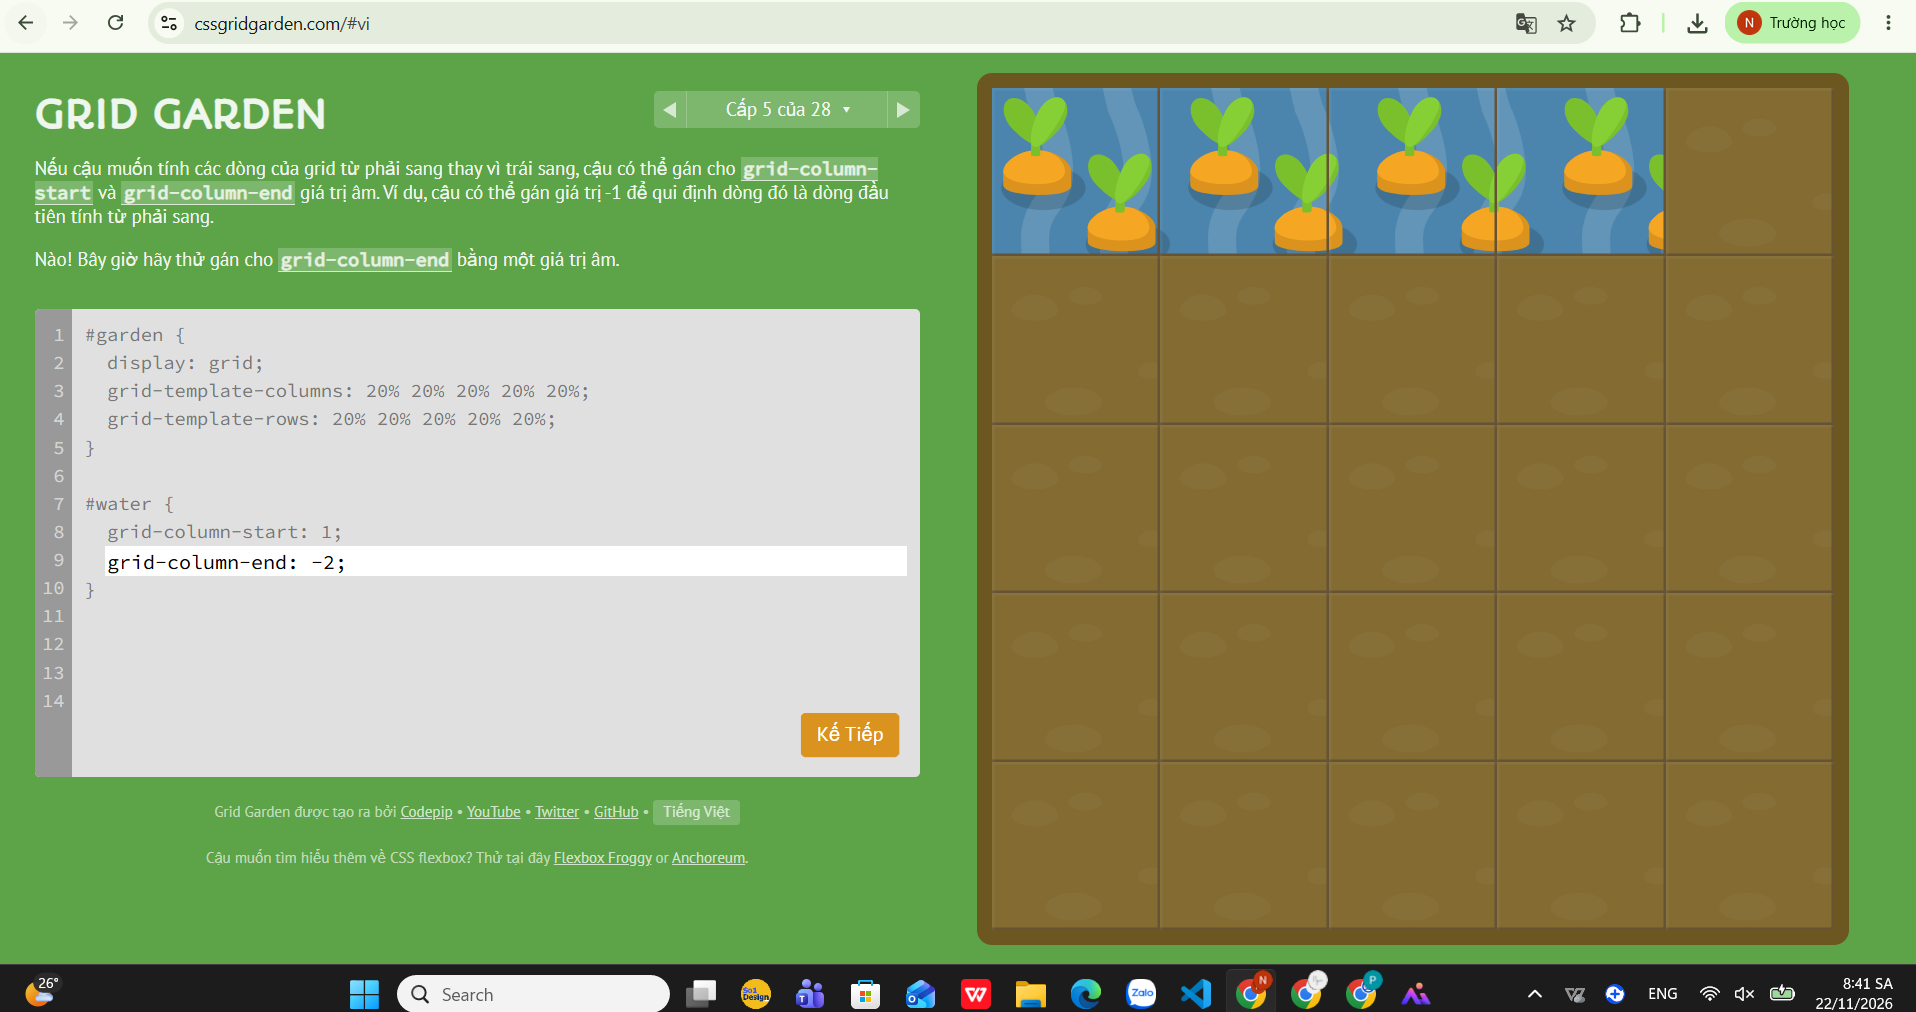 cssgridgarden.com/#vi
N Trường học
GRID GARDEN
Cấp 5 của 28
Nếu cậu muốn tính các dòng của grid từ phải sang thay vì trái sang, cậu có thể gán cho grid-column-
start và grid-column-end giá trị âm. Ví dụ, cậu có thể gán giá trị -1 để qui định dòng đó là dòng đầu
tiên tính từ phải sang.
Nào! Bây giờ hãy thử gán cho grid-column-end bằng một giá trị âm.
1 #garden {
2 display: grid;
3 grid-template-columns: 20% 20% 20% 20% 20%;
4 grid-template-rows: 20% 20% 20% 20% 20%;
5 }
6
7 #water {
8 grid-column-start: 1;
9 grid-column-end: -2;
10 }
11
12
13
14
Kế Tiếp
Grid Garden được tạo ra bởi Codepip • YouTube • Twitter • GitHub • Tiếng Việt
Cậu muốn tìm hiểu thêm về CSS flexbox? Thử tại đây Flexbox Froggy or Anchoreum.
26°
Search
So1
Design
Zalo
N
P
ENG
8:41 SA
22/11/2026